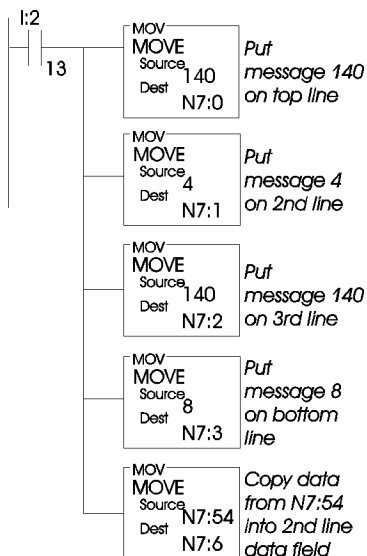 I:2
13
MOV
MOVE
Source 140
Dest
N7:0
Put
message 140
on top line
MOV
MOVE
Source 4
Dest
N7:1
Put
message 4
on 2nd line
MOV
MOVE
Source 140
Dest
N7:2
Put
message 140
on 3rd line
MOV
MOVE
Source 8
Dest
N7:3
Put
message 8
on bottom
line
MOV
MOVE
Source N7:54
Dest
N7:6
Copy data
from N7:54
into 2nd line
data field